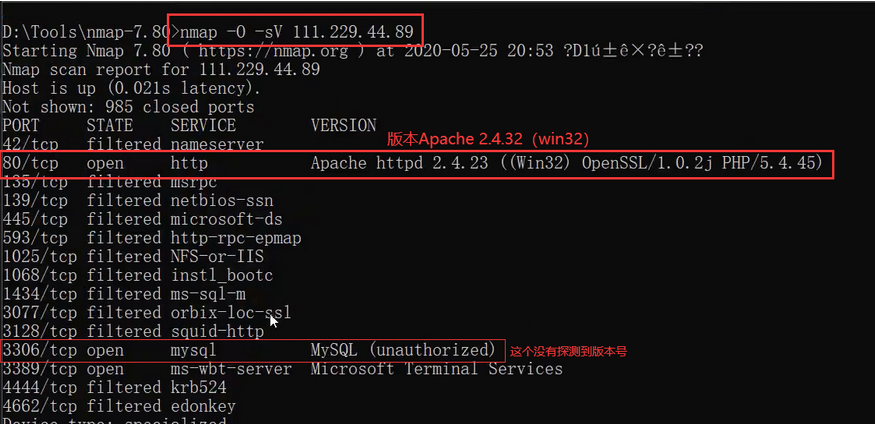 D:\Tools\nmap-7.80>nmap -O -sV 111.229.44.89
Starting Nmap 7.80 ( https://nmap.org ) at 2020-05-25 20:53 ?D1ú±ê×?ê±??
Nmap scan report for 111.229.44.89
Host is up (0.021s latency).
Not shown: 985 closed ports
PORT STATE SERVICE VERSION
版本Apache 2.4.32（win32）
42/tcp filtered nameserver
80/tcp open http Apache httpd 2.4.23 ((Win32) OpenSSL/1.0.2j PHP/5.4.45)
135/tcp filtered msrpc
139/tcp filtered netbios-ssn
445/tcp filtered microsoft-ds
593/tcp filtered http-rpc-epmap
1025/tcp filtered NFS-or-IIS
1068/tcp filtered instl_bootc
1434/tcp filtered ms-sql-m
3077/tcp filtered orbix-loc-ssl
3128/tcp filtered squid-http
3306/tcp open mysql MySQL (unauthorized) 这个没有探测到版本号
3389/tcp open ms-wbt-server Microsoft Terminal Services
4444/tcp filtered krb524
4662/tcp filtered edonkey
Device type: specialized